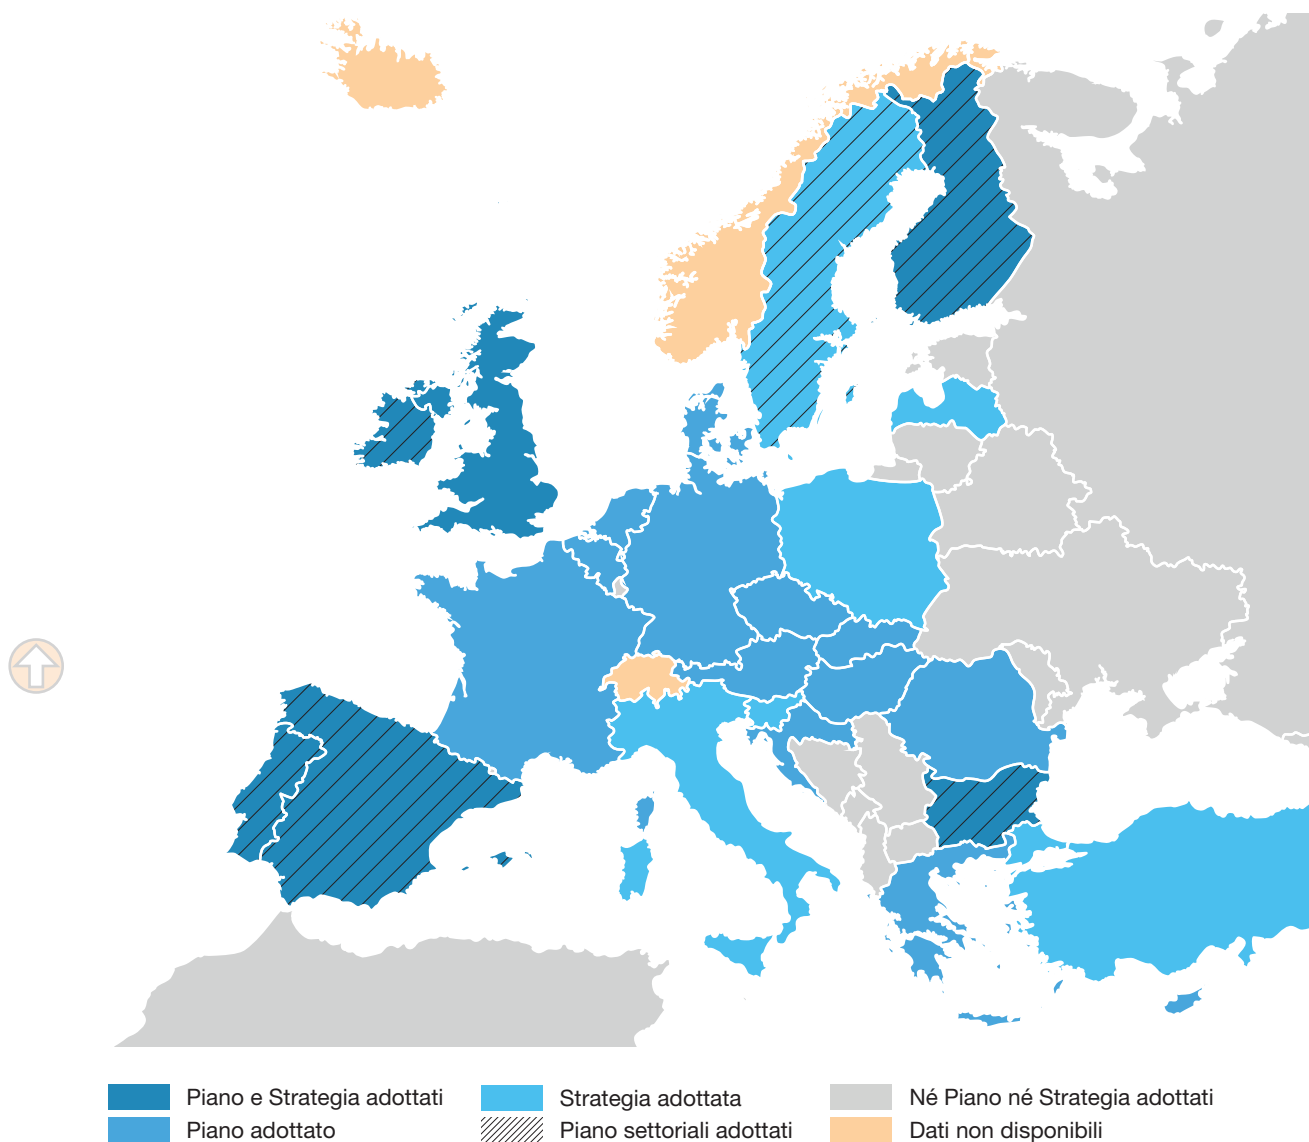 Piano e Strategia adottati
Strategia adottata
Né Piano né Strategia adottati
Piano adottato
Piano settoriali adottati
Dati non disponibili